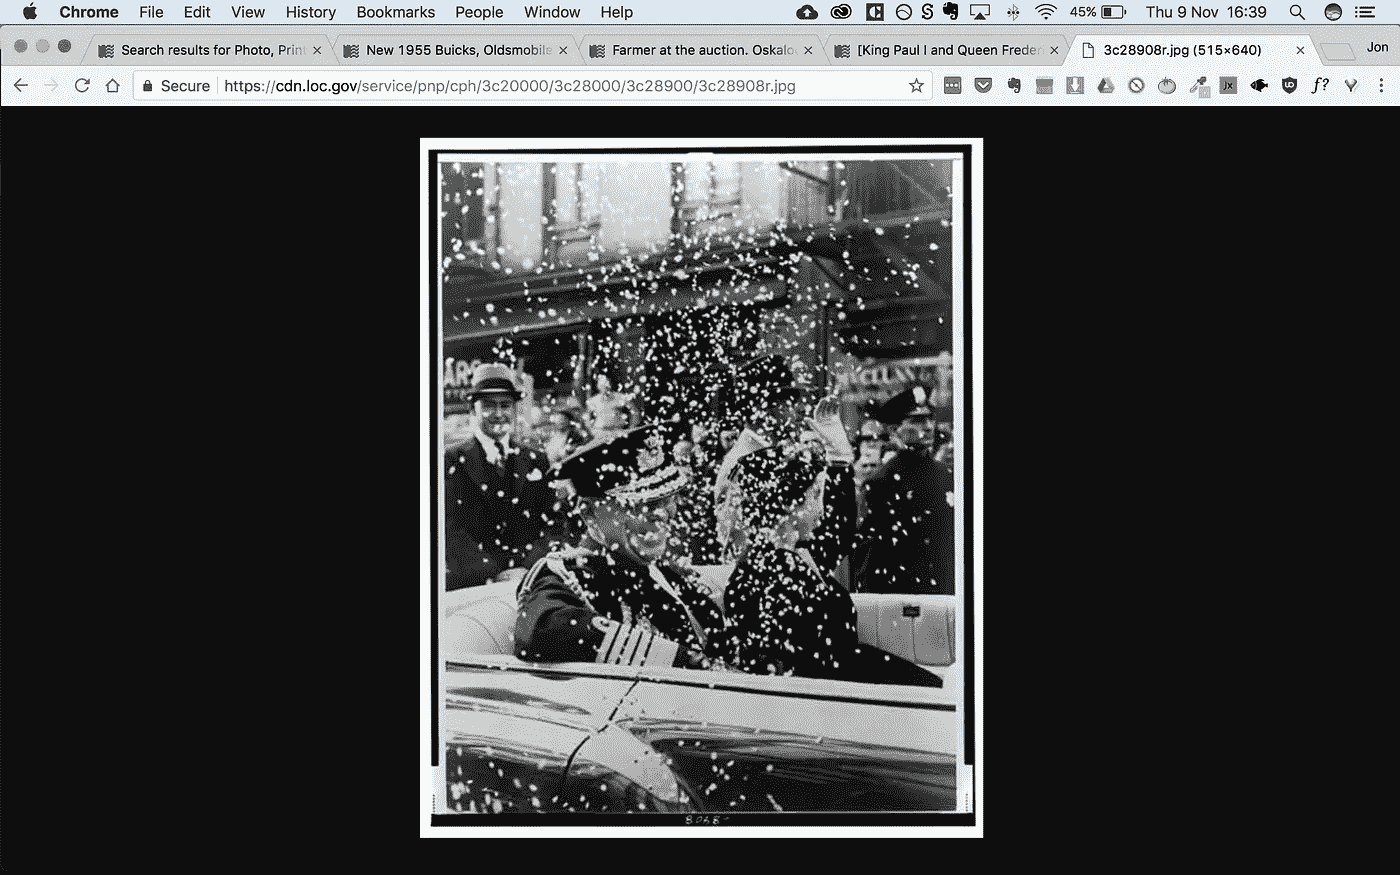 Chrome File Edit View History Bookmarks People Window Help 45% Thu 9 Nov 16:39
Search results for Photo, Prin
New 1955 Buicks, Oldsmobile
Farmer at the auction. Oskalo
[King Paul I and Queen Freder
3c28908r.jpg (515×640)
Jon
Secure https://cdn.loc.gov/service/pnp/cph/3c20000/3c28000/3c28900/3c28908r.jpg
f?